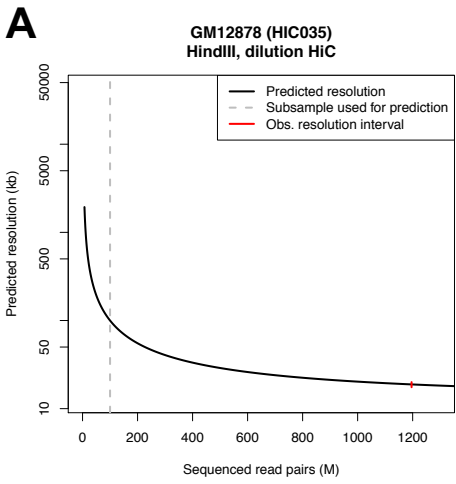 A
GM12878 (HIC035)
HindIII, dilution HiC
Predicted resolution
Subsample used for prediction
Obs. resolution interval
Predicted resolution (kb)
50000
5000
500
50
10
0 200 400 600 800 1000 1200
Sequenced read pairs (M)